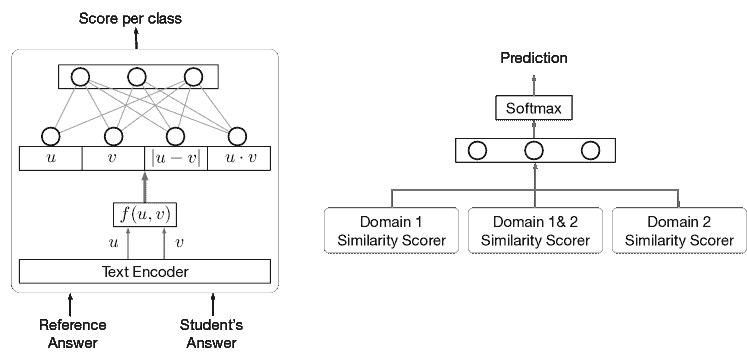 Score per class
u v |u − v| u · v
f(u, v)
u v
Text Encoder
Reference
Answer
Student's
Answer
Prediction
Softmax
Domain 1
Similarity Scorer
Domain 1& 2
Similarity Scorer
Domain 2
Similarity Scorer